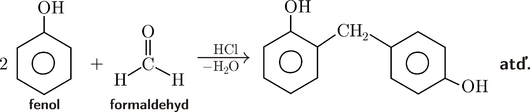 OH
O
OH
CH₂
2
+
H
C
H
HCl
−H₂O
OH
atď.
fenol
formaldehyd